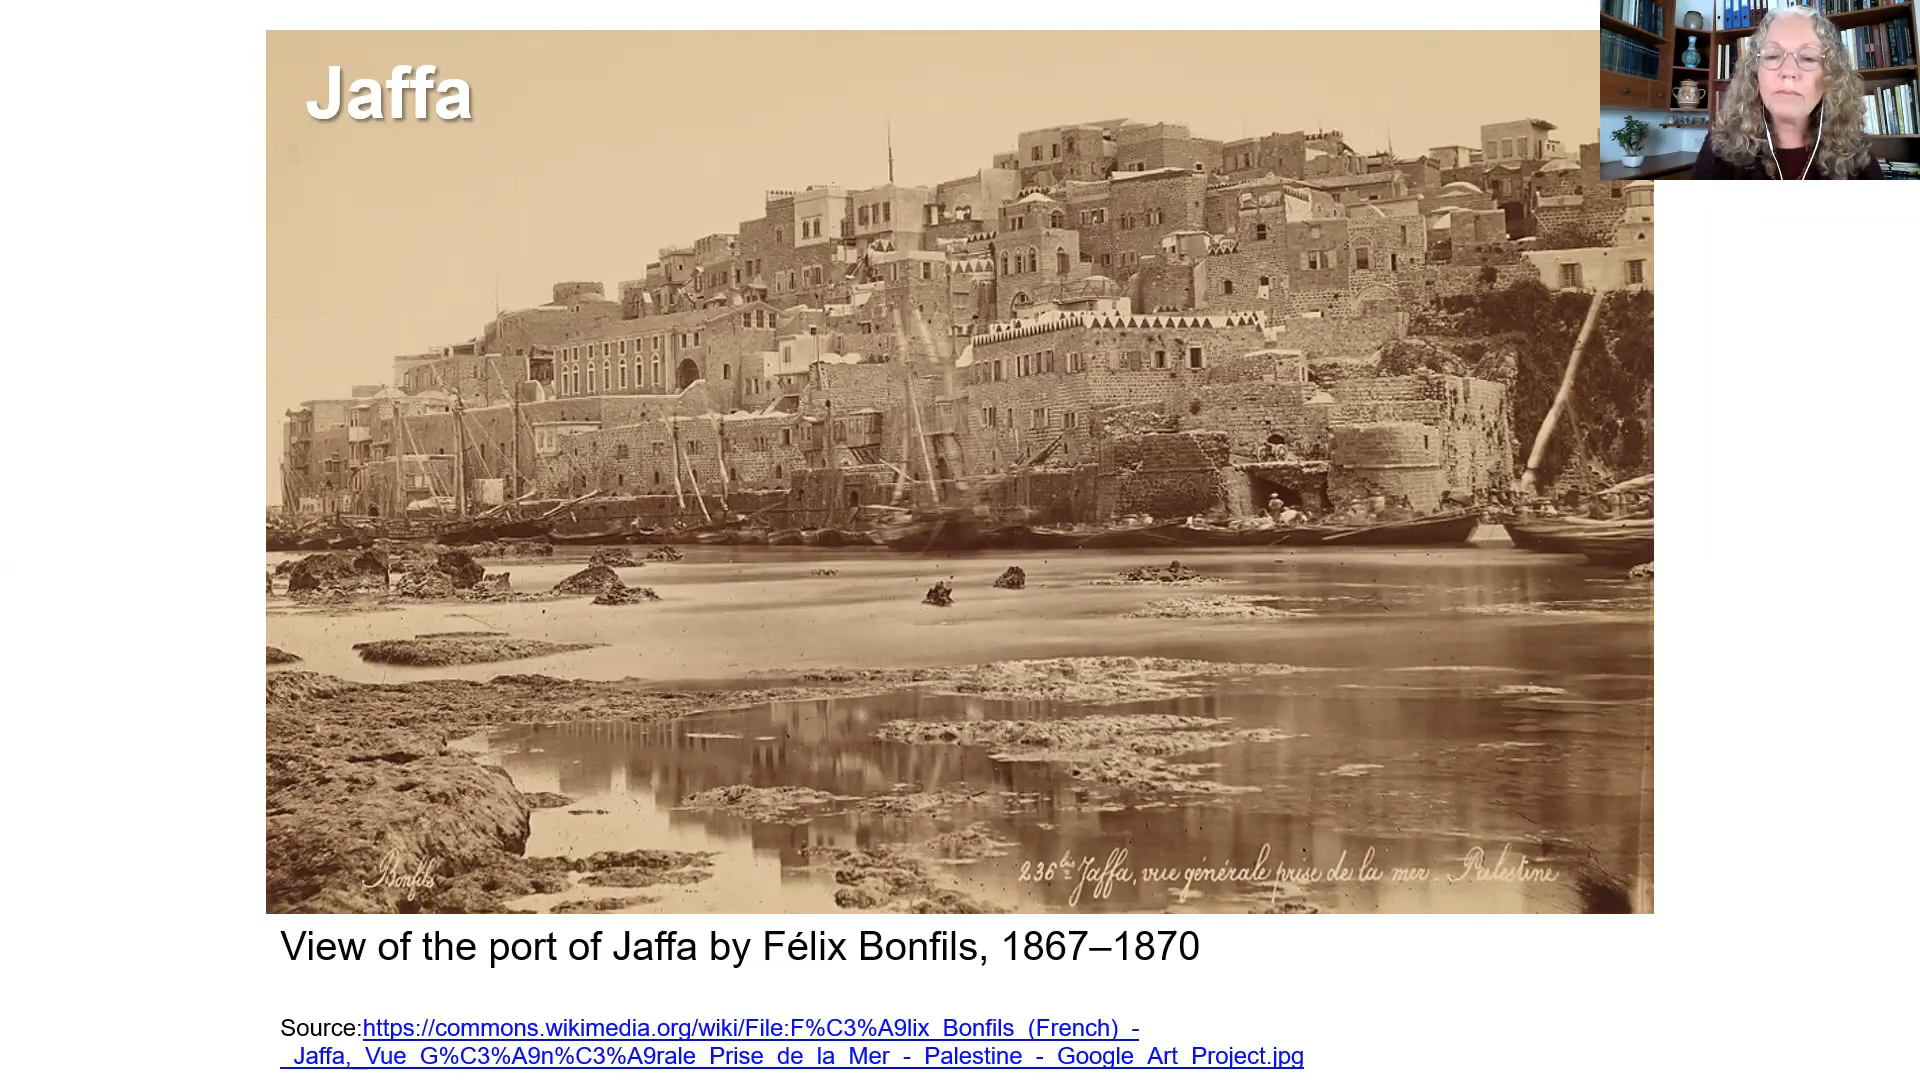 Jaffa
Bonfils
236 bis Jaffa, vue générale prise de la mer. Palestine
View of the port of Jaffa by Félix Bonfils, 1867–1870
Source:https://commons.wikimedia.org/wiki/File:F%C3%A9lix_Bonfils_(French)_-
_Jaffa,_Vue_G%C3%A9n%C3%A9rale_Prise_de_la_Mer_-_Palestine_-_Google_Art_Project.jpg